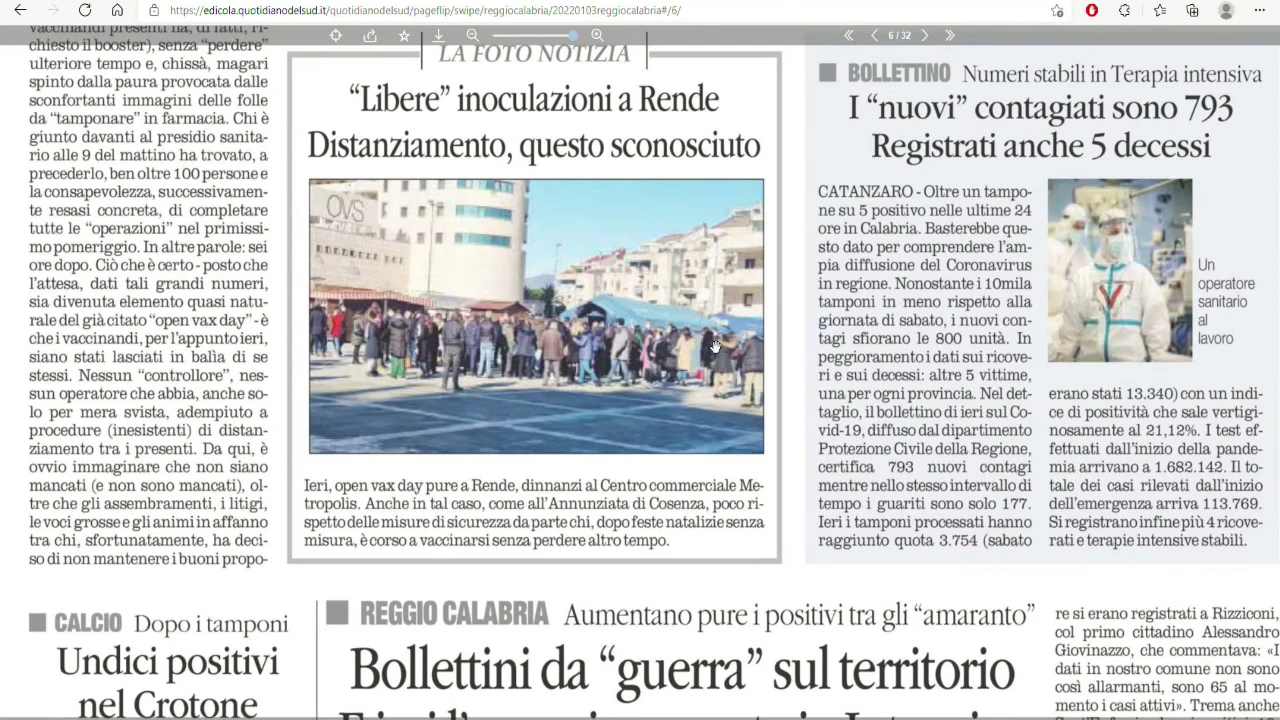 https://edicola.quotidianodelsud.it/quotidianodelsud/pageflip/swipe/reggiocalabria/20220103reggiocalabria#/6/
6 / 32
vaccinandi presenti ha, di fatti, ri-
chiesto il booster), senza “perdere”
ulteriore tempo e, chissà, magari
spinto dalla paura provocata dalle
sconfortanti immagini delle folle
da “tamponare” in farmacia. Chi è
giunto davanti al presidio sanita-
rio alle 9 del mattino ha trovato, a
precederlo, ben oltre 100 persone e
la consapevolezza, successivamen-
te resasi concreta, di completare
tutte le “operazioni” nel primissi-
mo pomeriggio. In altre parole: sei
ore dopo. Ciò che è certo - posto che
l’attesa, dati tali grandi numeri,
sia divenuta elemento quasi natu-
rale del già citato “open vax day” - è
che i vaccinandi, per l’appunto ieri,
siano stati lasciati in balìa di se
stessi. Nessun “controllore”, nes-
sun operatore che abbia, anche so-
lo per mera svista, adempiuto a
procedure (inesistenti) di distan-
ziamento tra i presenti. Da qui, è
ovvio immaginare che non siano
mancati (e non sono mancati), ol-
tre che gli assembramenti, i litigi,
le voci grosse e gli animi in affanno
tra chi, sfortunatamente, ha deci-
so di non mantenere i buoni propo-
LA FOTO NOTIZIA
“Libere” inoculazioni a Rende
Distanziamento, questo sconosciuto
OVS
Ieri, open vax day pure a Rende, dinnanzi al Centro commerciale Me-
tropolis. Anche in tal caso, come all’Annunziata di Cosenza, poco ri-
spetto delle misure di sicurezza da parte chi, dopo feste natalizie senza
misura, è corso a vaccinarsi senza perdere altro tempo.
BOLLETTINO Numeri stabili in Terapia intensiva
I “nuovi” contagiati sono 793
Registrati anche 5 decessi
CATANZARO - Oltre un tampo-
ne su 5 positivo nelle ultime 24
ore in Calabria. Basterebbe que-
sto dato per comprendere l’am-
pia diffusione del Coronavirus
in regione. Nonostante i 10mila
tamponi in meno rispetto alla
giornata di sabato, i nuovi con-
tagi sfiorano le 800 unità. In
peggioramento i dati sui ricove-
ri e sui decessi: altre 5 vittime,
una per ogni provincia. Nel det-
taglio, il bollettino di ieri sul Co-
vid-19, diffuso dal dipartimento
Protezione Civile della Regione,
certifica 793 nuovi contagi
mentre nello stesso intervallo di
tempo i guariti sono solo 177.
Ieri i tamponi processati hanno
raggiunto quota 3.754 (sabato
Un
operatore
sanitario
al
lavoro
erano stati 13.340) con un indi-
ce di positività che sale vertigi-
nosamente al 21,12%. I test ef-
fettuati dall’inizio della pande-
mia arrivano a 1.682.142. Il to-
tale dei casi rilevati dall’inizio
dell’emergenza arriva 113.769.
Si registrano infine più 4 ricove-
rati e terapie intensive stabili.
CALCIO Dopo i tamponi
Undici positivi
nel Crotone
REGGIO CALABRIA Aumentano pure i positivi tra gli “amaranto”
Bollettini da “guerra” sul territorio
re si erano registrati a Rizziconi,
col primo cittadino Alessandro
Giovinazzo, che commentava: «I
dati in nostro comune non sono
così allarmanti, sono 65 al mo-
mento i casi attivi». Trema anche